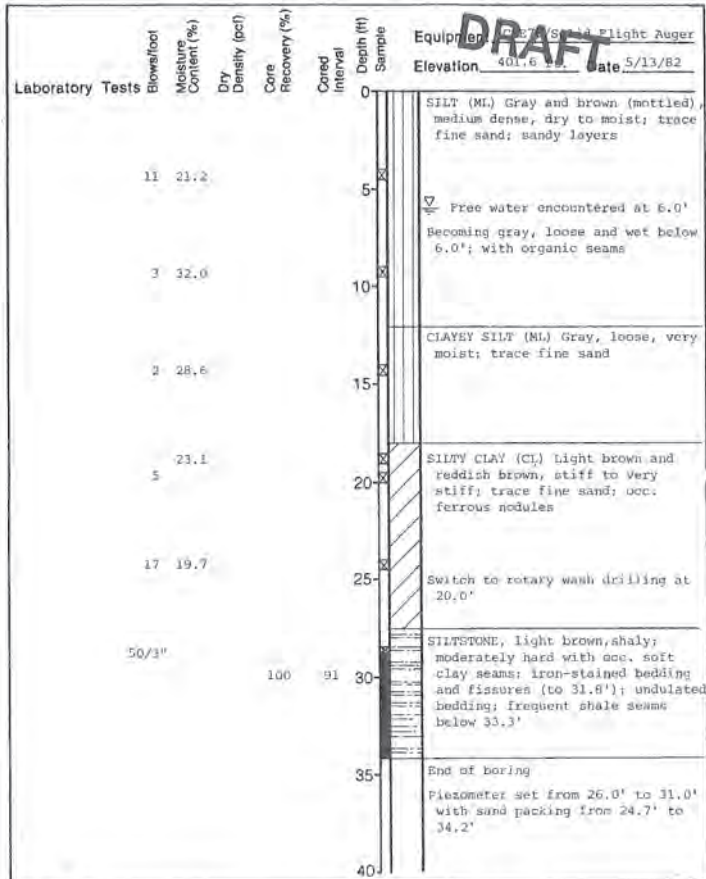 DRAFT
Equipment Flight Auger
Elevation 401.6 Date 5/13/82
Laboratory Tests
Blows/foot
Moisture Content (%)
Dry Density (pcf)
Core Recovery (%)
Cored Interval
Depth (ft)
Sample
0
SILT (ML) Gray and brown (mottled),
medium dense, dry to moist; trace
fine sand; sandy layers
11 21.2
5
Free water encountered at 6.0'
Becoming gray, loose and wet below
6.0'; with organic seams
3 32.0
10
CLAYEY SILT (ML) Gray, loose, very
moist; trace fine sand
2 28.6
15
23.1
SILTY CLAY (CL) Light brown and
5
20
reddish brown, stiff to very
stiff; trace fine sand; occ.
ferrous nodules
17 19.7
25
Switch to rotary wash drilling at
20.0'
50/3"
SILTSTONE, light brown, shaly;
moderately hard with occ. soft
100 91 30
clay seams; iron-stained bedding
and fissures (to 31.8'); undulated
bedding; frequent shale seams
below 33.3'
35
End of boring
Piezometer set from 26.0' to 31.0'
with sand packing from 24.7' to
34.2'
40